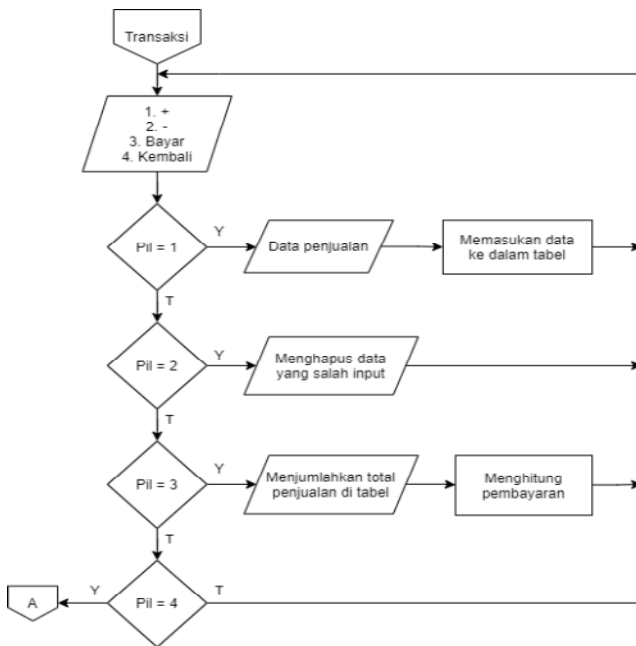 Transaksi
1. +
2. -
3. Bayar
4. Kembali
Pil = 1
Y
Data penjualan
Memasukan data
ke dalam tabel
T
Pil = 2
Y
Menghapus data
yang salah input
T
Pil = 3
Y
Menjumlahkan total
penjualan di tabel
Menghitung
pembayaran
T
A
Y
Pil = 4
T